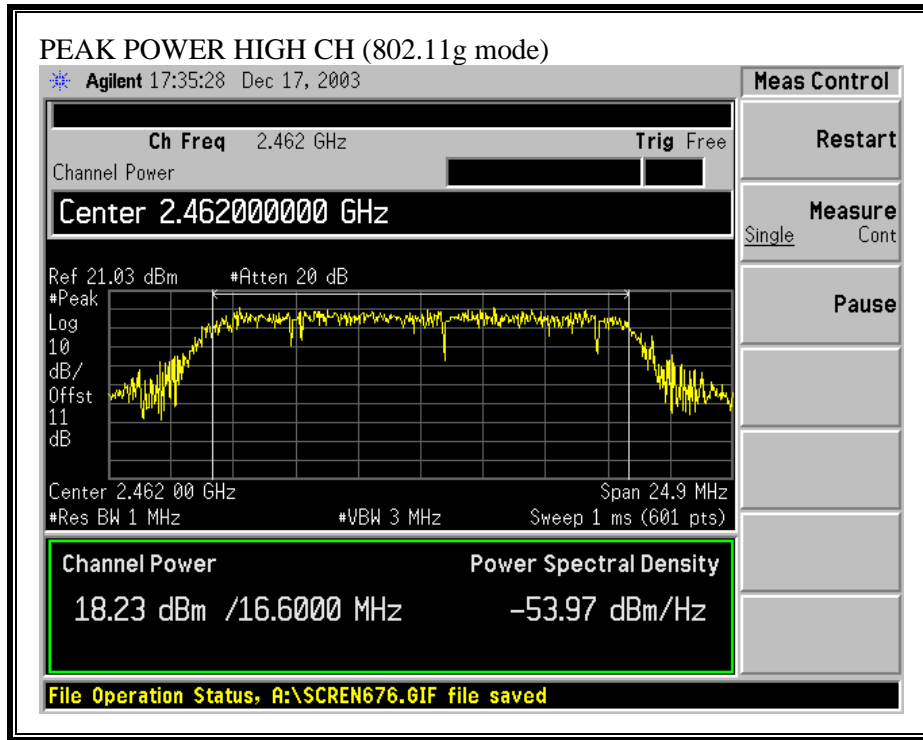 PEAK POWER HIGH CH (802.11g mode)
Agilent 17:35:28 Dec 17, 2003
Meas Control
Ch Freq 2.462 GHz Trig Free
Channel Power
Center 2.462000000 GHz
Restart
Measure
Single Cont
Pause
Ref 21.03 dBm #Atten 20 dB
#Peak
Log
10
dB/
Offst
11
dB
Center 2.462 00 GHz Span 24.9 MHz
#Res BW 1 MHz #VBW 3 MHz Sweep 1 ms (601 pts)
Channel Power Power Spectral Density
18.23 dBm /16.6000 MHz -53.97 dBm/Hz
File Operation Status, A:\SCREN676.GIF file saved